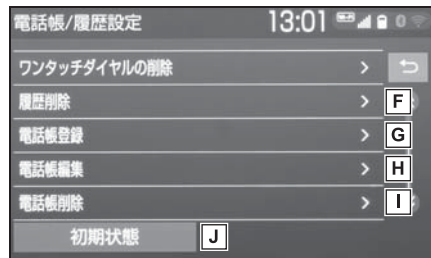 電話帳/履歴設定 13:01
ワンタッチダイヤルの削除
履歴削除 F
電話帳登録 G
電話帳編集 H
電話帳削除 I
初期状態 J